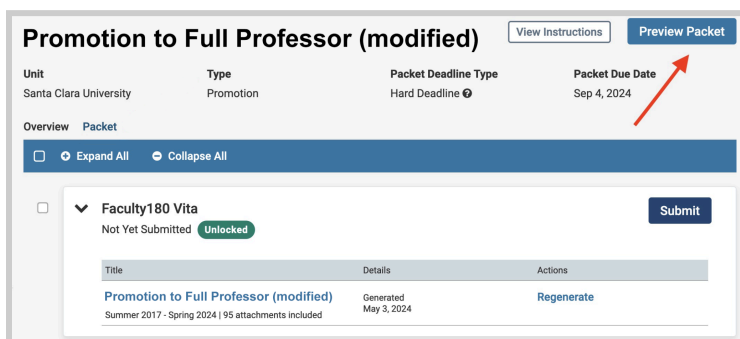 Promotion to Full Professor (modified) View Instructions Preview Packet
Unit Type Packet Deadline Type Packet Due Date
Santa Clara University Promotion Hard Deadline Sep 4, 2024
Overview Packet
Expand All Collapse All
Faculty180 Vita Submit
Not Yet Submitted Unlocked
Title Details Actions
Promotion to Full Professor (modified) Generated Regenerate
Summer 2017 - Spring 2024 | 95 attachments included May 3, 2024